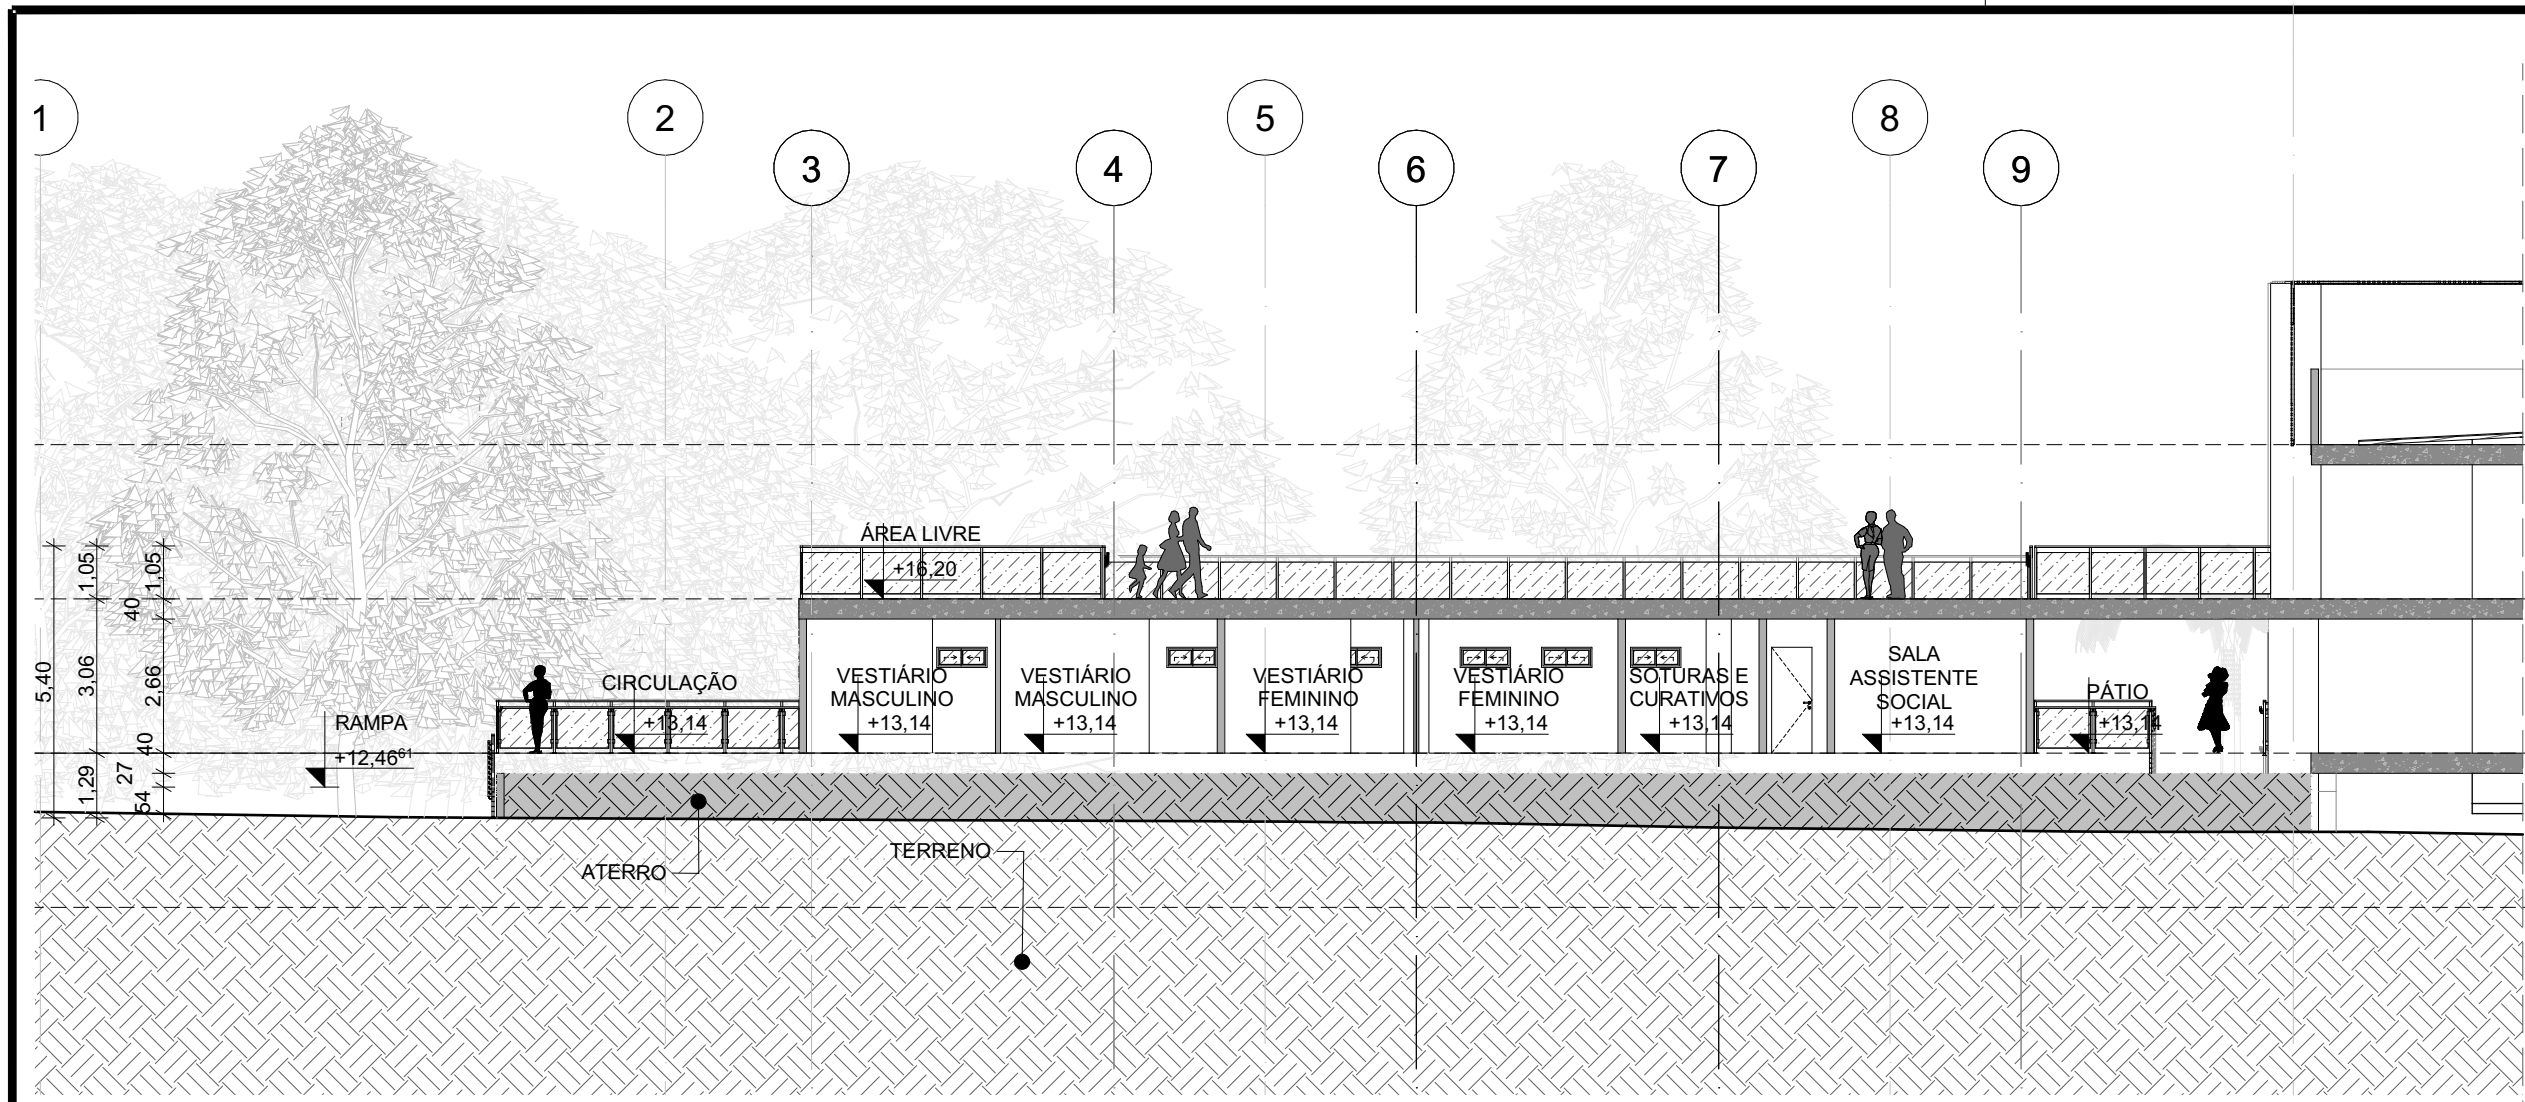 1
2
5
8
3
4
6
7
9
ÁREA LIVRE
+16,20
1,05
1,05
40
5,40
3,06
2,66
40
1,29
27
54
RAMPA
+12,46⁶¹
CIRCULAÇÃO
+13,14
VESTIÁRIO
MASCULINO
+13,14
VESTIÁRIO
MASCULINO
+13,14
VESTIÁRIO
FEMININO
+13,14
VESTIÁRIO
FEMININO
+13,14
SOTURAS E
CURATIVOS
+13,14
SALA
ASSISTENTE
SOCIAL
+13,14
PÁTIO
+13,14
ATERRO
TERRENO